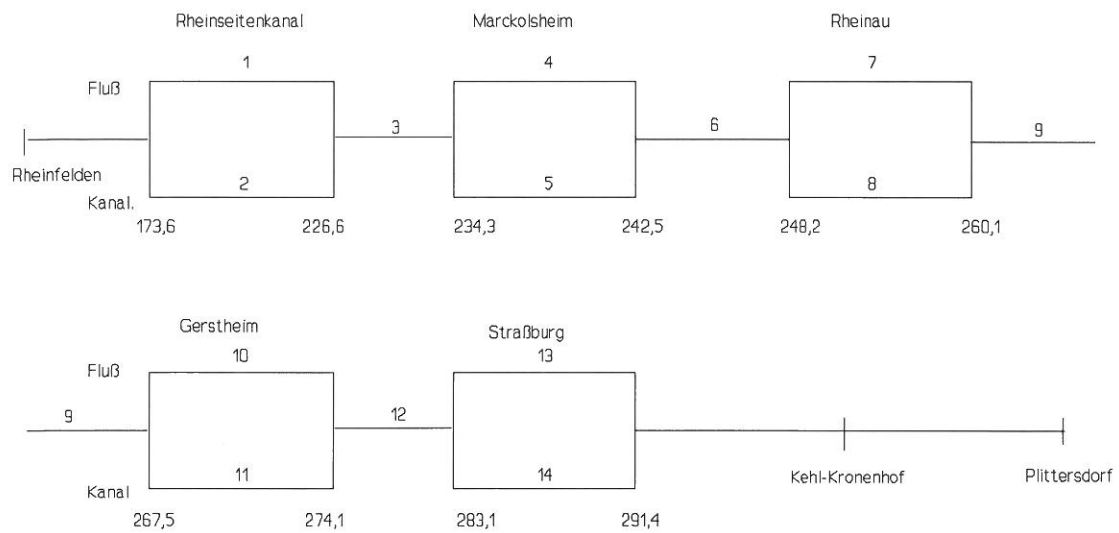 Rheinseitenkanal Marckolsheim Rheinau
1 4 7
Fluß
3 6 9
Rheinfelden
2 5 8
Kanal.
173,6 226,6 234,3 242,5 248,2 260,1
Gerstheim Straßburg
10 13
Fluß
9 12
11 14
Kehl-Kronenhof Plittersdorf
Kanal
267,5 274,1 283,1 291,4